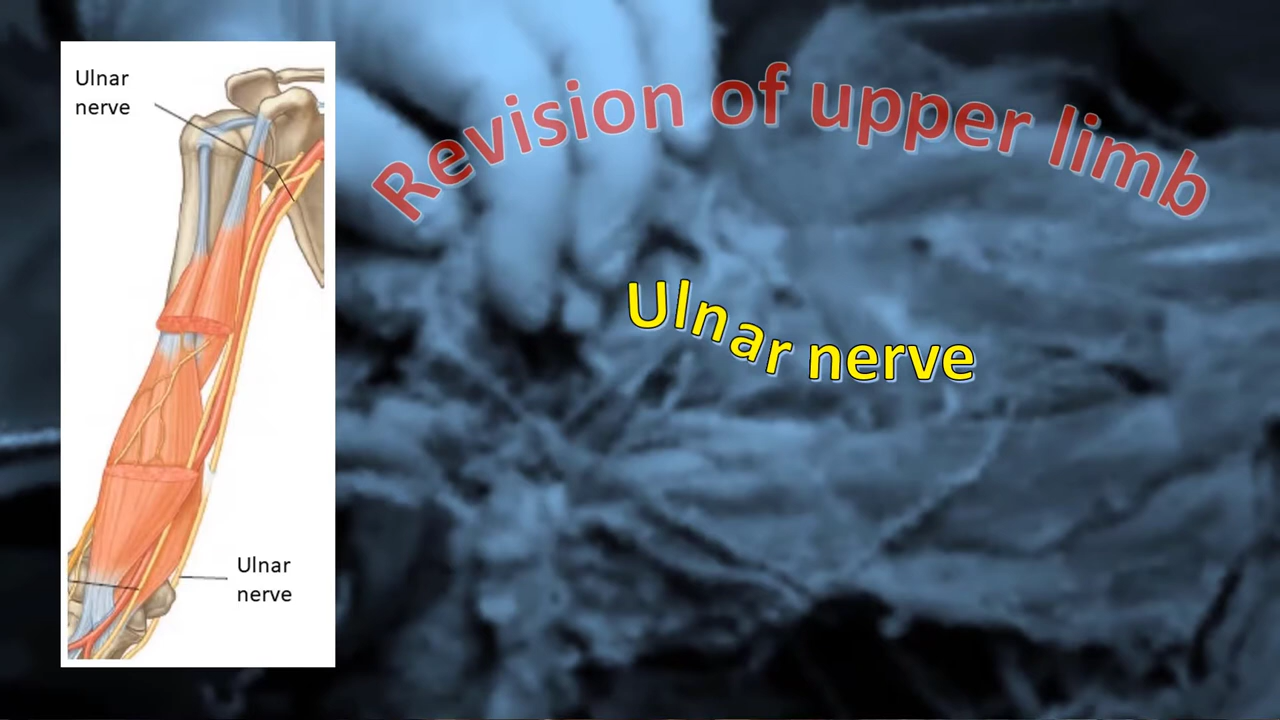 Ulnar
nerve
Revision of upper limb
Ulnar nerve
Ulnar
nerve